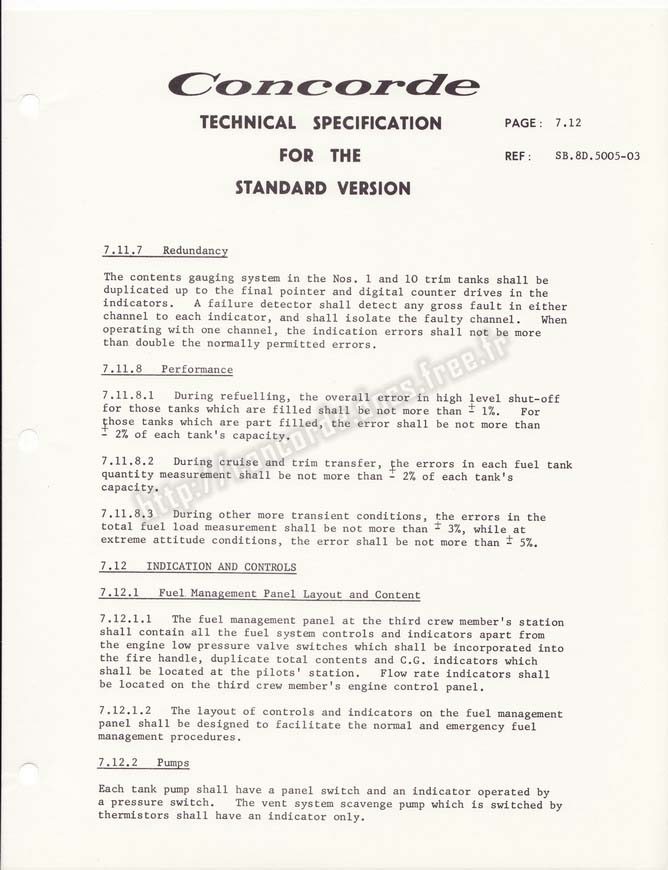 Concorde
TECHNICAL SPECIFICATION
FOR THE
STANDARD VERSION
PAGE: 7.12
REF: SB.8D.5005-03
7.11.7 Redundancy
The contents gauging system in the Nos. 1 and 10 trim tanks shall be
duplicated up to the final pointer and digital counter drives in the
indicators. A failure detector shall detect any gross fault in either
channel to each indicator, and shall isolate the faulty channel. When
operating with one channel, the indication errors shall not be more
than double the normally permitted errors.
7.11.8 Performance
7.11.8.1 During refuelling, the overall error in high level shut-off
for those tanks which are filled shall be not more than ± 1%. For
those tanks which are part filled, the error shall be not more than
± 2% of each tank's capacity.
7.11.8.2 During cruise and trim transfer, the errors in each fuel tank
quantity measurement shall be not more than ± 2% of each tank's
capacity.
7.11.8.3 During other more transient conditions, the errors in the
total fuel load measurement shall be not more than ± 3%, while at
extreme attitude conditions, the error shall be not more than ± 5%.
7.12 INDICATION AND CONTROLS
7.12.1 Fuel Management Panel Layout and Content
7.12.1.1 The fuel management panel at the third crew member's station
shall contain all the fuel system controls and indicators apart from
the engine low pressure valve switches which shall be incorporated into
the fire handle, duplicate total contents and C.G. indicators which
shall be located at the pilots' station. Flow rate indicators shall
be located on the third crew member's engine control panel.
7.12.1.2 The layout of controls and indicators on the fuel management
panel shall be designed to facilitate the normal and emergency fuel
management procedures.
7.12.2 Pumps
Each tank pump shall have a panel switch and an indicator operated by
a pressure switch. The vent system scavenge pump which is switched by
thermistors shall have an indicator only.